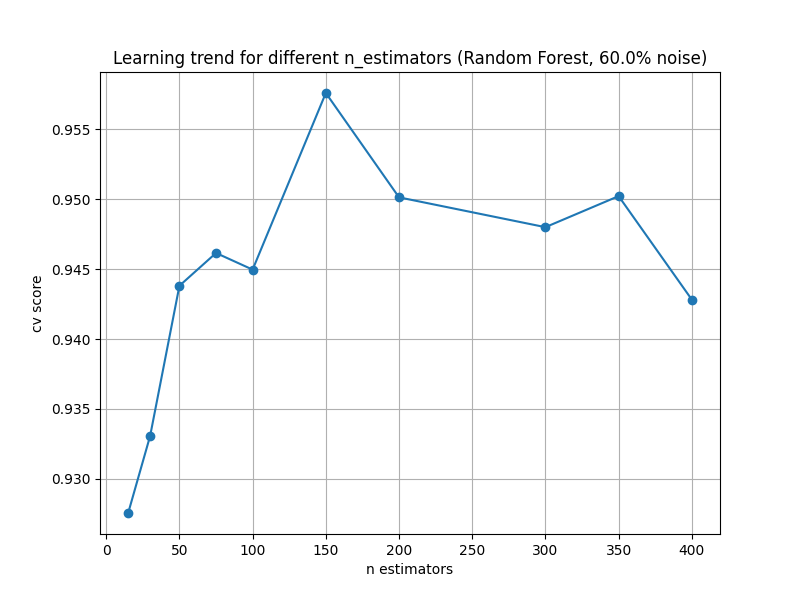 Learning trend for different n_estimators (Random Forest, 60.0% noise)
0.955
0.950
0.945
0.940
0.935
0.930
cv score
0 50 100 150 200 250 300 350 400
n estimators